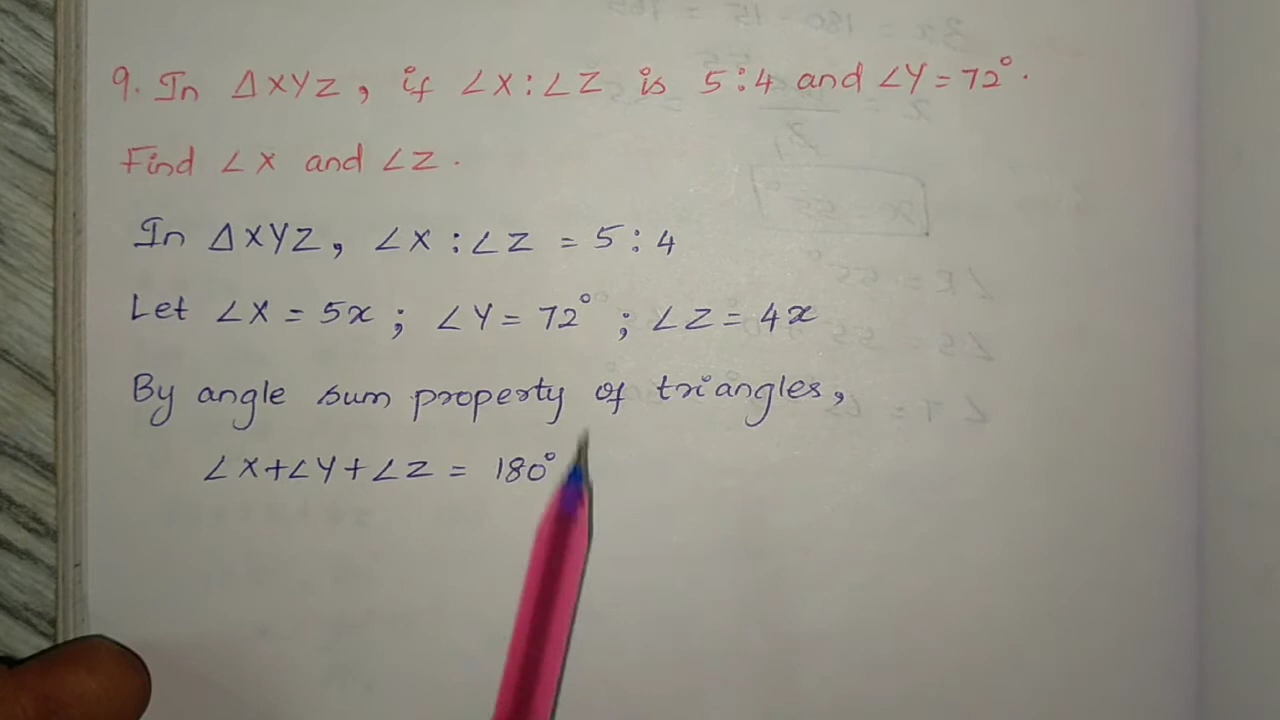 9. In ΔXYZ, if ∠X:∠Z is 5:4 and ∠Y=72°.
Find ∠X and ∠Z.
In ΔXYZ, ∠X:∠Z = 5:4
Let ∠X = 5x; ∠Y = 72°; ∠Z = 4x
By angle sum property of triangles,
∠X+∠Y+∠Z = 180°